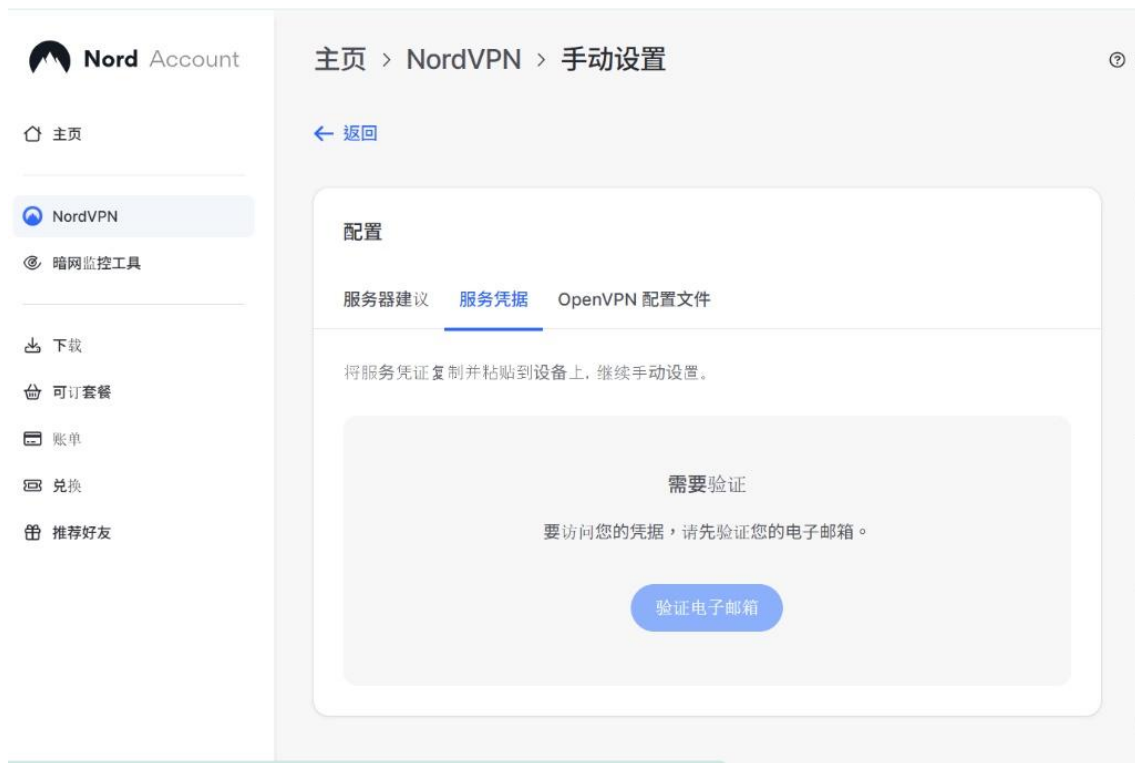 Nord Account
主页 > NordVPN > 手动设置
主页
← 返回
NordVPN
暗网监控工具
下载
可订套餐
账单
兑换
推荐好友
配置
服务器建议 服务凭据 OpenVPN 配置文件
将服务凭证复制并粘贴到设备上, 继续手动设置。
需要验证
要访问您的凭据，请先验证您的电子邮箱。
验证电子邮箱